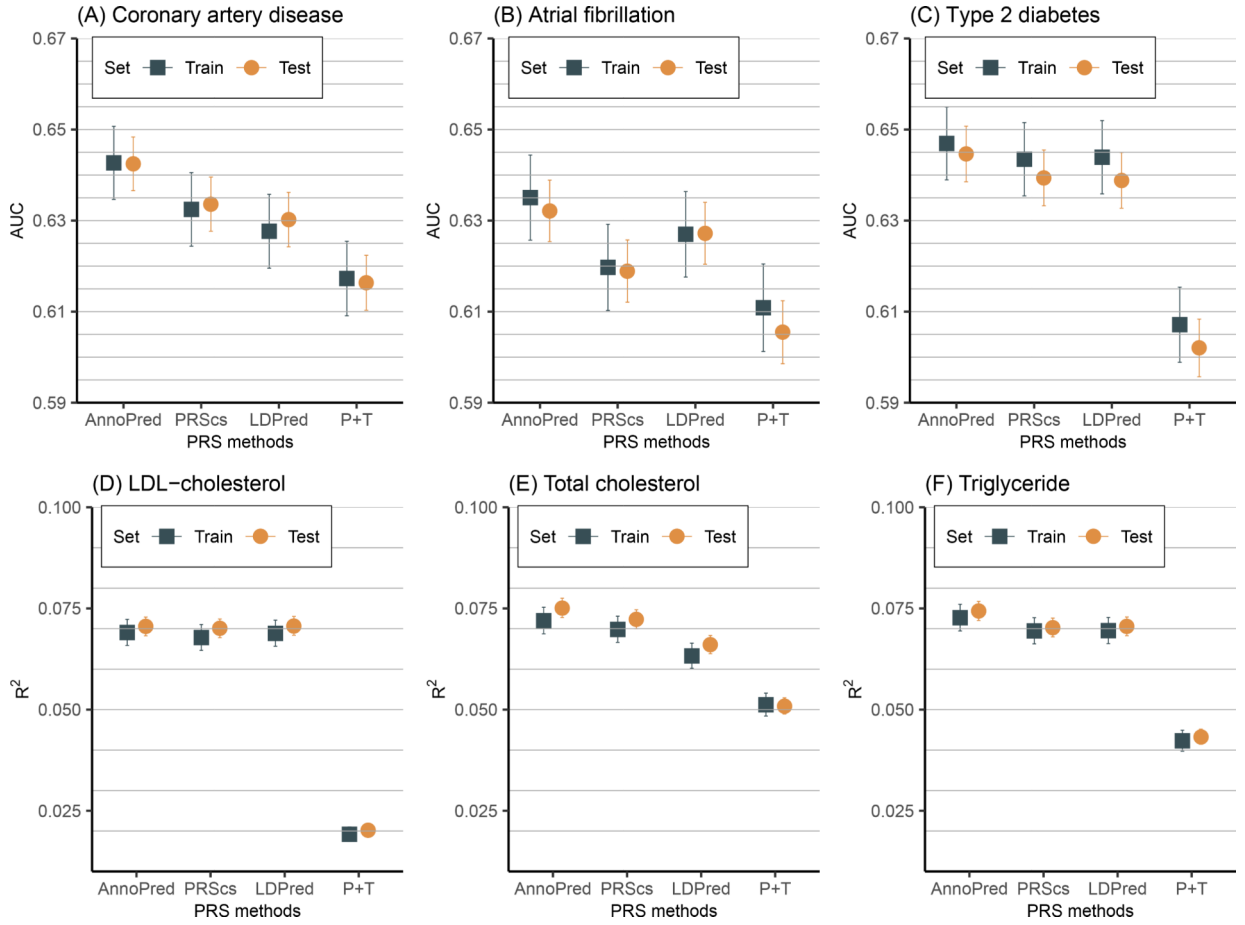 (A) Coronary artery disease
Set Train Test
0.67
0.65
0.63
0.61
0.59
AUC
AnnoPred PRScs LDPred P+T
PRS methods
(B) Atrial fibrillation
Set Train Test
0.67
0.65
0.63
0.61
0.59
AUC
AnnoPred PRScs LDPred P+T
PRS methods
(C) Type 2 diabetes
Set Train Test
0.67
0.65
0.63
0.61
0.59
AUC
AnnoPred PRScs LDPred P+T
PRS methods
(D) LDL−cholesterol
Set Train Test
0.100
0.075
0.050
0.025
R²
AnnoPred PRScs LDPred P+T
PRS methods
(E) Total cholesterol
Set Train Test
0.100
0.075
0.050
0.025
R²
AnnoPred PRScs LDPred P+T
PRS methods
(F) Triglyceride
Set Train Test
0.100
0.075
0.050
0.025
R²
AnnoPred PRScs LDPred P+T
PRS methods